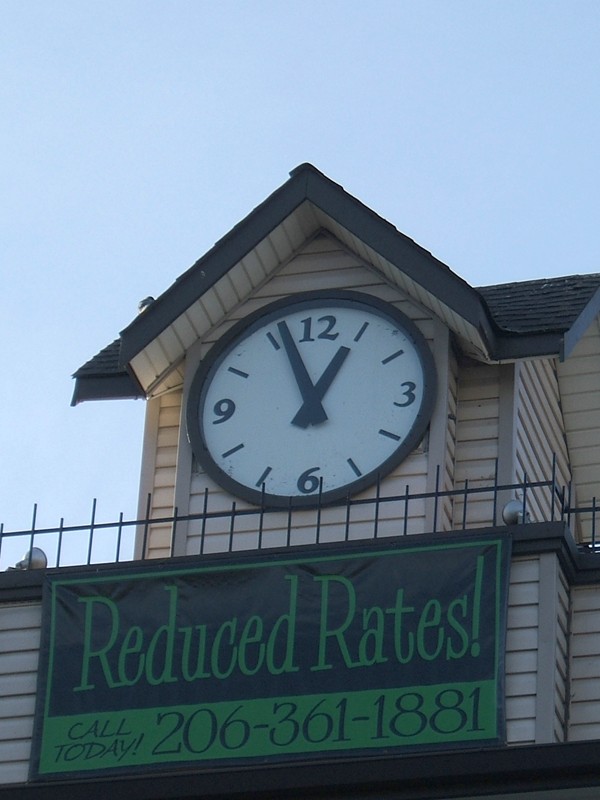 12
9 3
6
Reduced Rates!
CALL TODAY! 206-361-1881